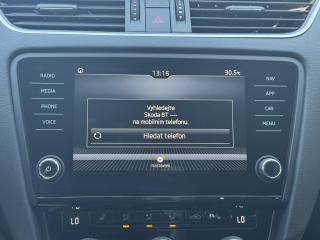 13:16
30.5°C
RADIO
MEDIA
PHONE
VOICE
Vyhledejte
Skoda BT ----
na mobilním telefonu.
Hledat telefon
nastavení
NAV
APP
CAR
MENU
LO
LO